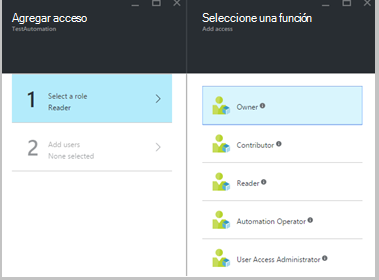 Agregar acceso
TestAutomation
1 Select a role
Reader
2 Add users
None selected
Seleccione una función
Add access
Owner
Contributor
Reader
Automation Operator
User Access Administrator